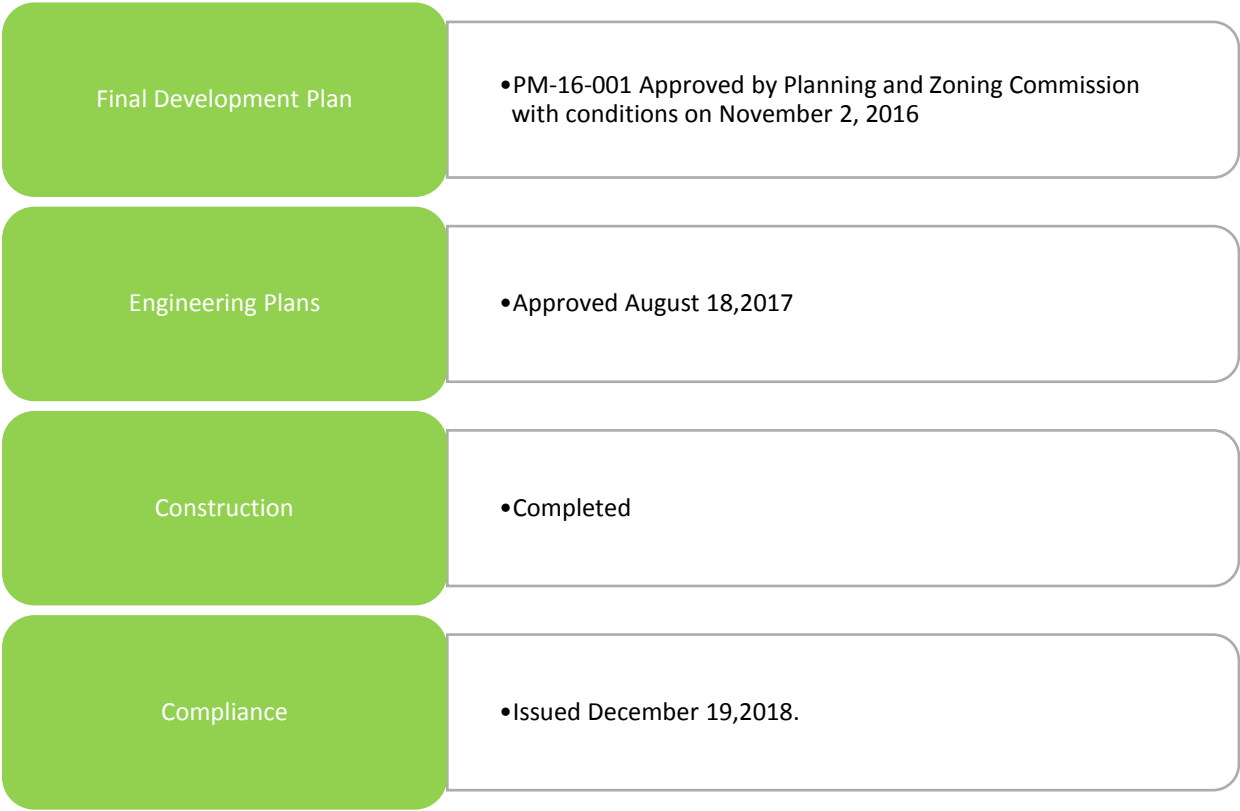 Final Development Plan
•PM-16-001 Approved by Planning and Zoning Commission
with conditions on November 2, 2016
Engineering Plans
•Approved August 18,2017
Construction
•Completed
Compliance
•Issued December 19,2018.